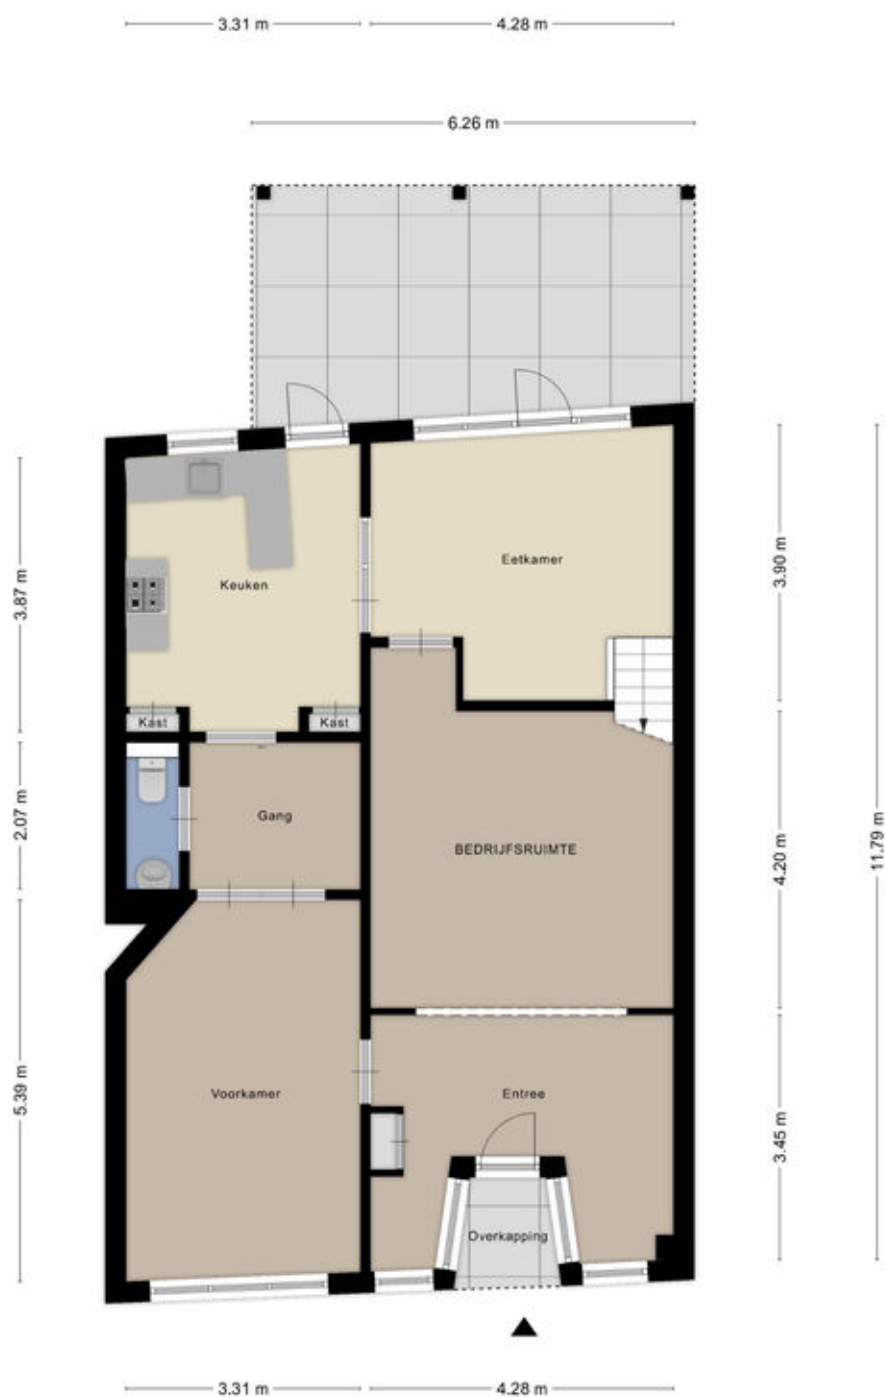 3.31 m
4.28 m
6.26 m
Eetkamer
3.90 m
Keuken
3.87 m
Kast
Kast
Gang
2.07 m
BEDRIJFSRUIMTE
4.20 m
11.79 m
Voorkamer
Entree
5.39 m
3.45 m
Overkapping
3.31 m
4.28 m